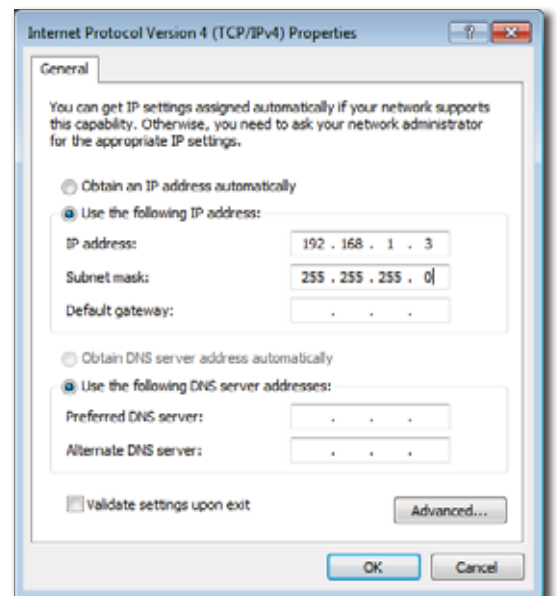 Internet Protocol Version 4 (TCP/IPv4) Properties
General
You can get IP settings assigned automatically if your network supports
this capability. Otherwise, you need to ask your network administrator
for the appropriate IP settings.
Obtain an IP address automatically
Use the following IP address:
IP address: 192 . 168 . 1 . 3
Subnet mask: 255 . 255 . 255 . 0
Default gateway: . . .
Obtain DNS server address automatically
Use the following DNS server addresses:
Preferred DNS server: . . .
Alternate DNS server: . . .
Validate settings upon exit
Advanced...
OK Cancel